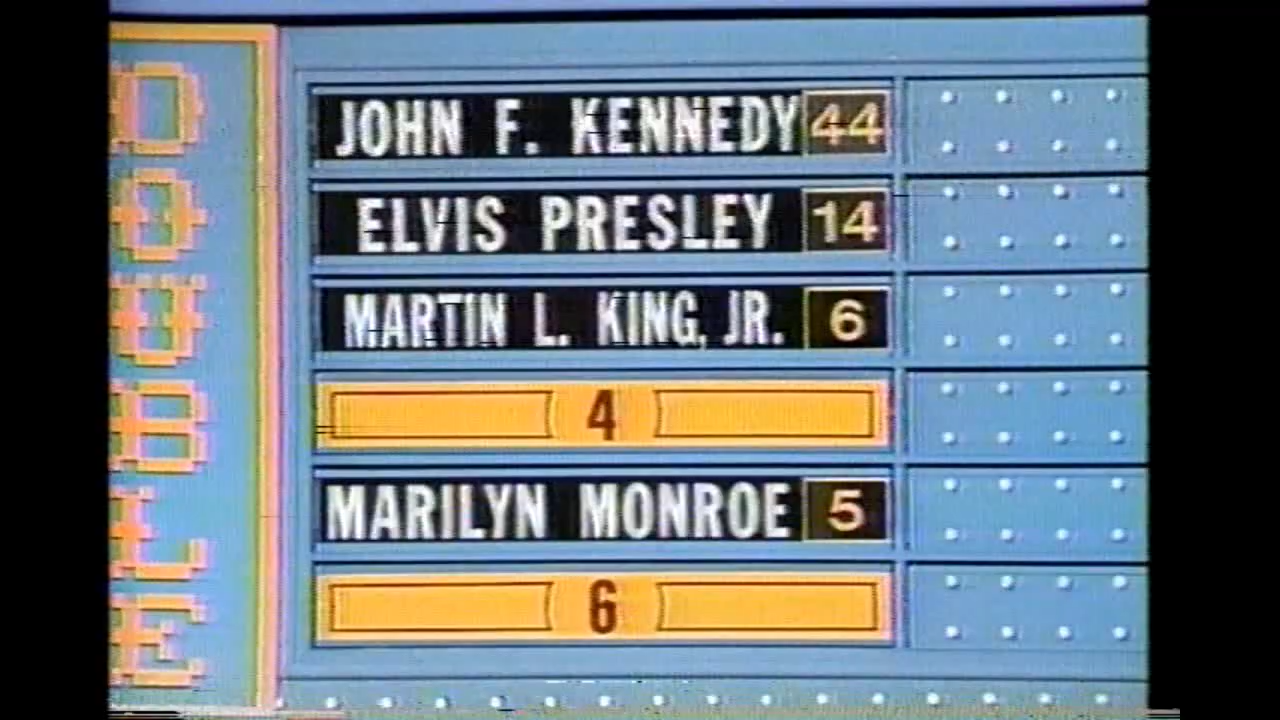 DOUBLE
JOHN F. KENNEDY 44
ELVIS PRESLEY 14
MARTIN L. KING, JR. 6
4
MARILYN MONROE 5
6